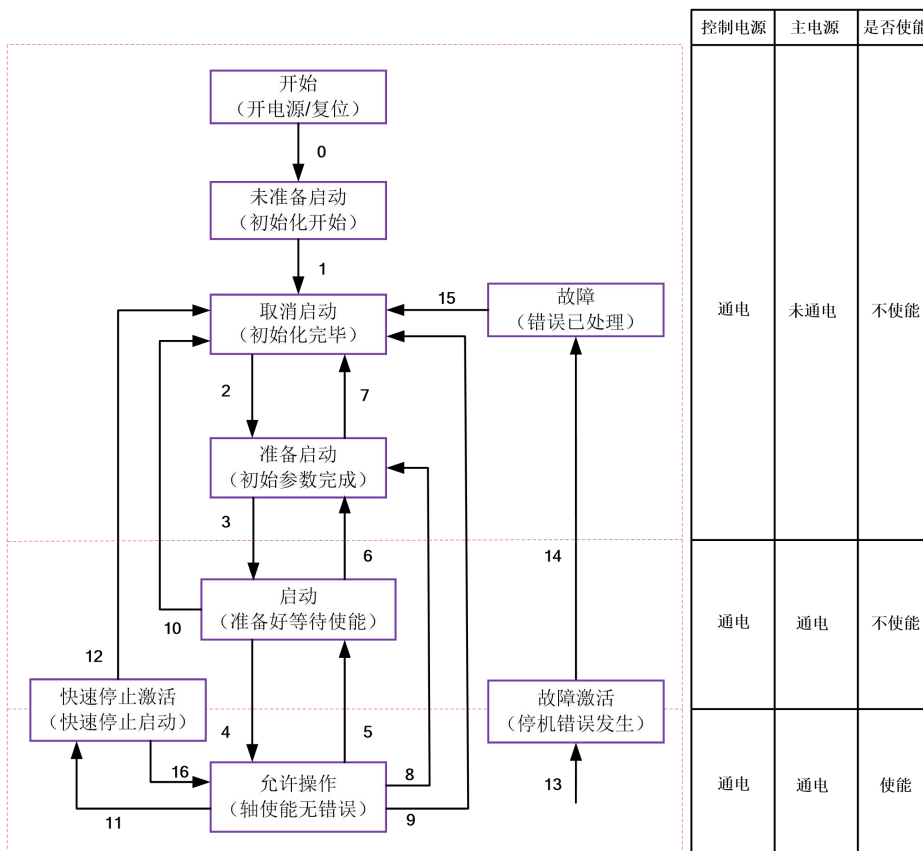 控制电源 主电源 是否使能
开始
（开电源/复位）
0
未准备启动
（初始化开始）
1
取消启动
（初始化完毕）
15
故障
（错误已处理）
通电 未通电 不使能
2
7
准备启动
（初始参数完成）
3
6
14
启动
（准备好等待使能）
10
通电 通电 不使能
12
快速停止激活
（快速停止启动）
4
5
故障激活
（停机错误发生）
16
允许操作
（轴使能无错误）
8
13
11
9
通电 通电 使能